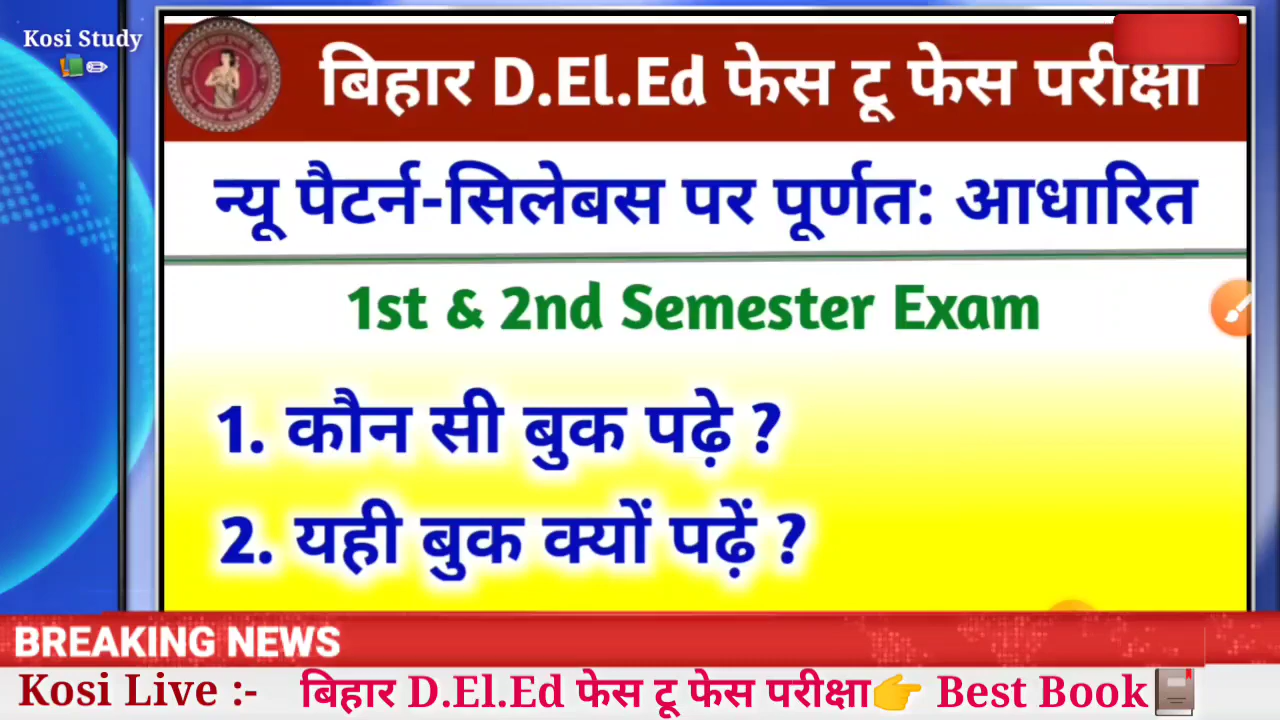 Kosi Study
बिहार D.El.Ed फेस टू फेस परीक्षा
न्यू पैटर्न-सिलेबस पर पूर्णत: आधारित
1st & 2nd Semester Exam
1. कौन सी बुक पढ़े ?
2. यही बुक क्यों पढ़ें ?
BREAKING NEWS
Kosi Live :- बिहार D.El.Ed फेस टू फेस परीक्षा👉 Best Book📕